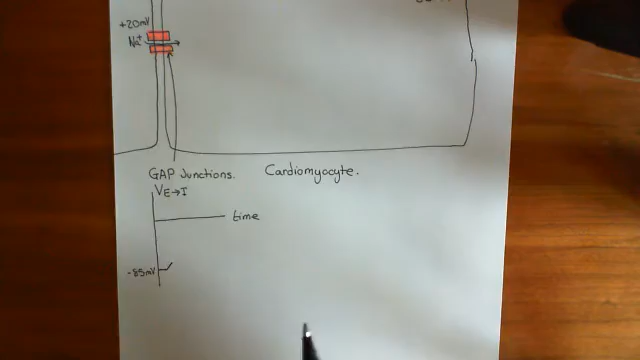 +20mV
Na+
GAP Junctions.
Cardiomyocyte.
VE→I
time
-85mV